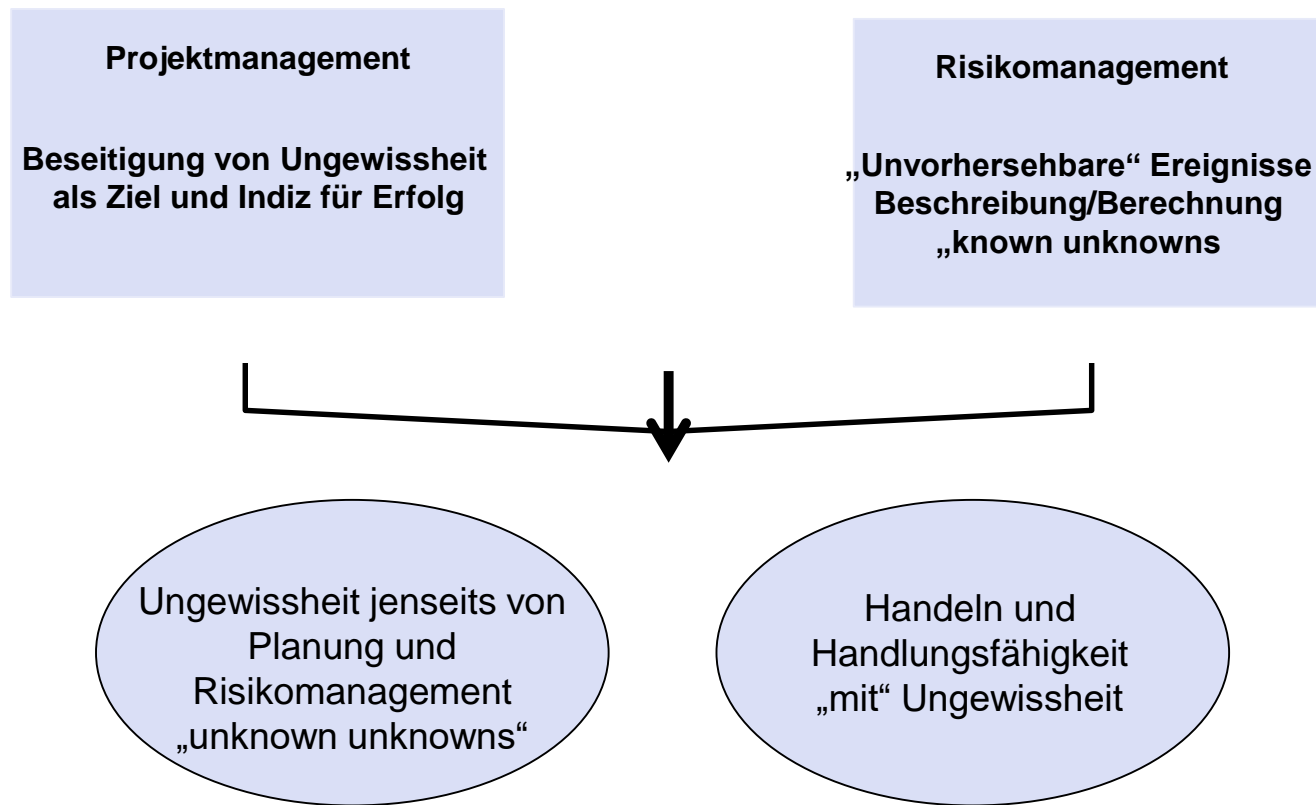 Projektmanagement
Beseitigung von Ungewissheit
als Ziel und Indiz für Erfolg
Risikomanagement
„Unvorhersehbare“ Ereignisse
Beschreibung/Berechnung
„known unknowns
Ungewissheit jenseits von
Planung und
Risikomanagement
„unknown unknowns“
Handeln und
Handlungsfähigkeit
„mit“ Ungewissheit